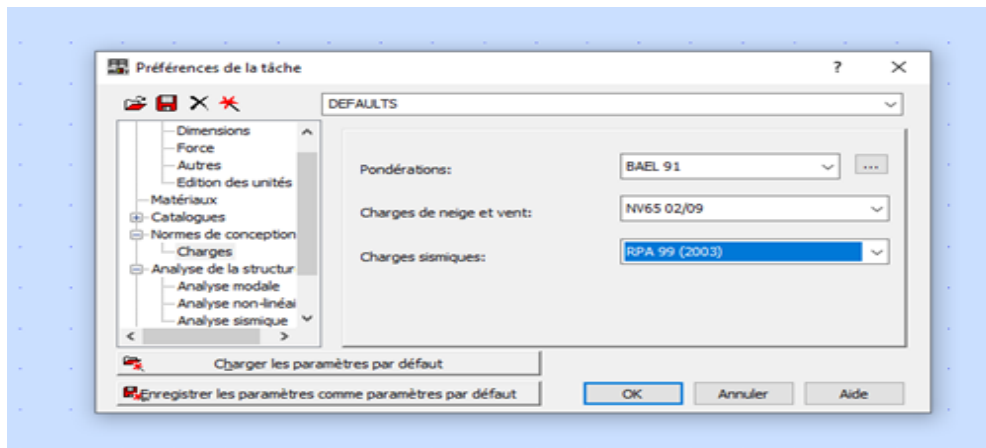 Préférences de la tâche
DEFAULTS
Dimensions
Force
Autres
Edition des unités
Matériaux
Catalogues
Normes de conception
Charges
Analyse de la structur
Analyse modale
Analyse non-linéai
Analyse sismique
Pondérations: BAEL 91 ...
Charges de neige et vent: NV65 02/09
Charges sismiques: RPA 99 (2003)
Charger les paramètres par défaut
Enregistrer les paramètres comme paramètres par défaut
OK Annuler Aide